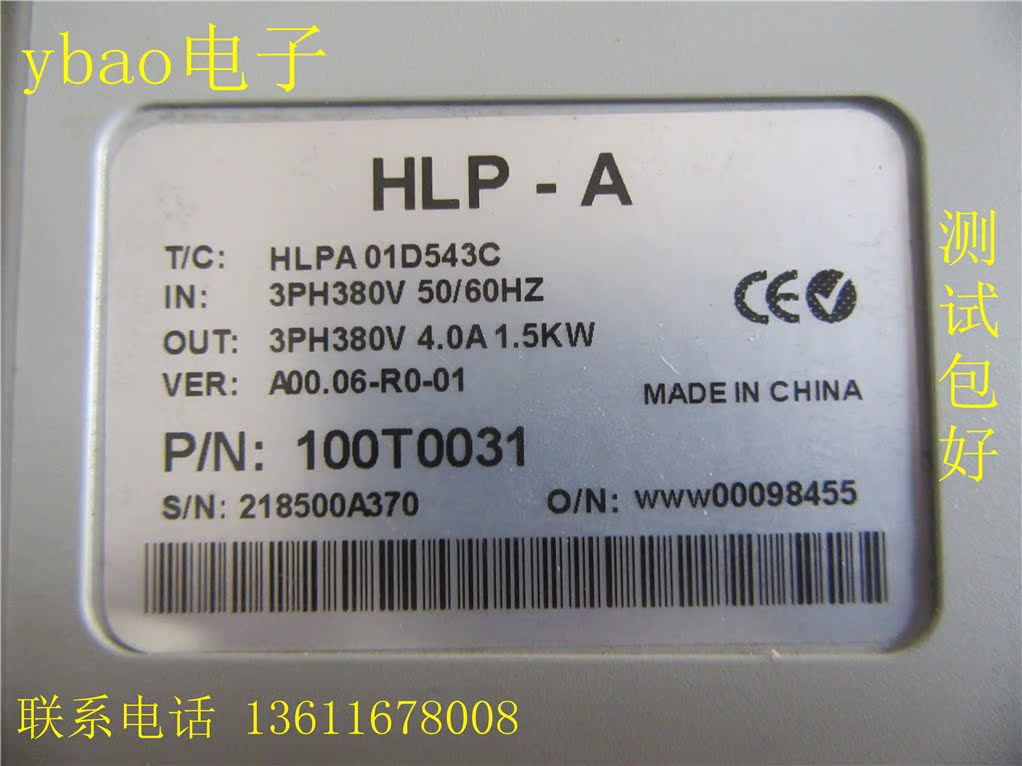 ybao电子
HLP - A
T/C: HLPA 01D543C
IN: 3PH380V 50/60HZ
OUT: 3PH380V 4.0A 1.5KW
VER: A00.06-R0-01
MADE IN CHINA
P/N: 100T0031
S/N: 218500A370 O/N: WWW00098455
测试包好
联系电话 13611678008